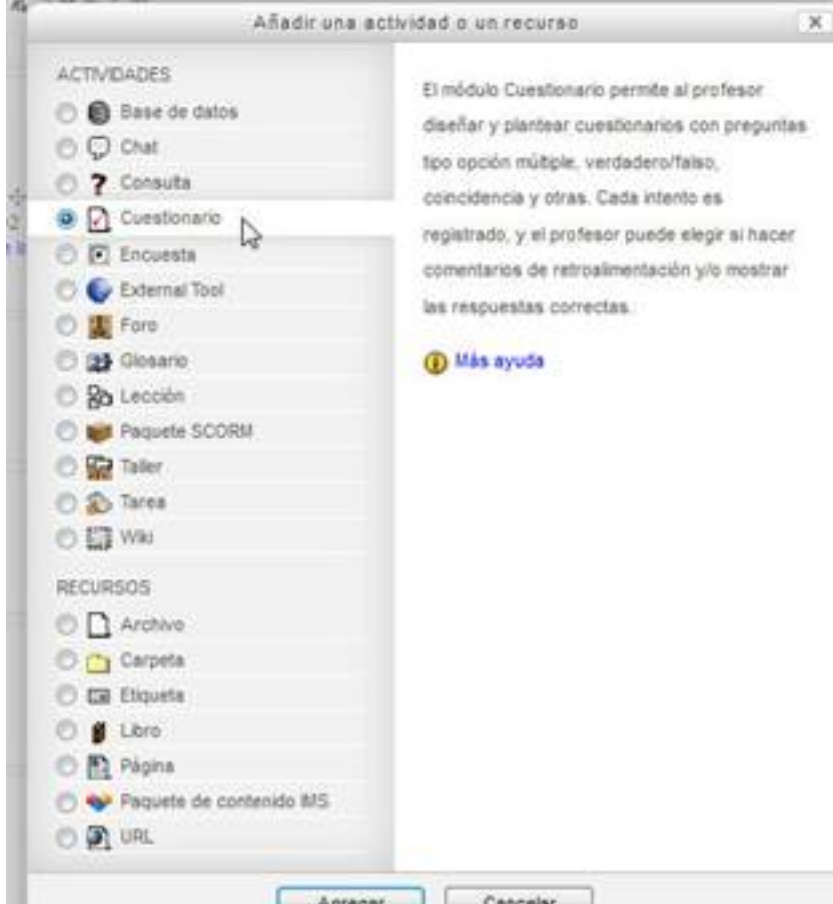 Añadir una actividad o un recurso
ACTIVIDADES
Base de datos
Chat
Consulta
Cuestionario
Encuesta
External Tool
Foro
Glosario
Lección
Paquete SCORM
Taller
Tarea
Wiki
RECURSOS
Archivo
Carpeta
Etiqueta
Libro
Página
Paquete de contenido IMS
URL
El módulo Cuestionario permite al profesor
diseñar y plantear cuestionarios con preguntas
tipo opción múltiple, verdadero/falso,
coincidencia y otras. Cada intento es
registrado, y el profesor puede elegir si hacer
comentarios de retroalimentación y/o mostrar
las respuestas correctas.
Más ayuda
Agregar
Cancelar